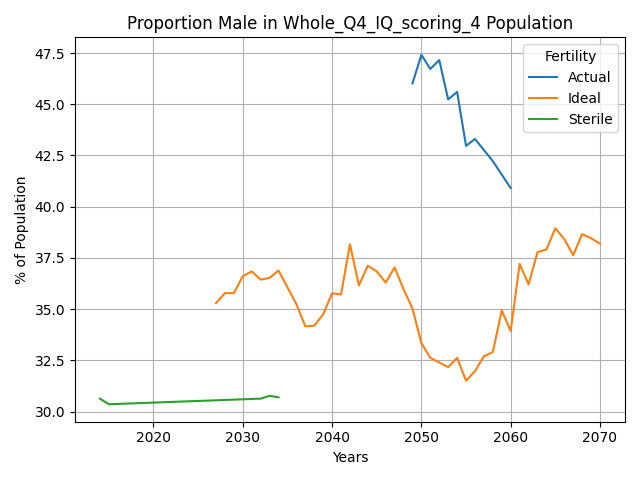 Proportion Male in Whole_Q4_IQ_scoring_4 Population
% of Population
47.5
45.0
42.5
40.0
37.5
35.0
32.5
30.0
Fertility
Actual
Ideal
Sterile
2020
2030
2040
2050
2060
2070
Years